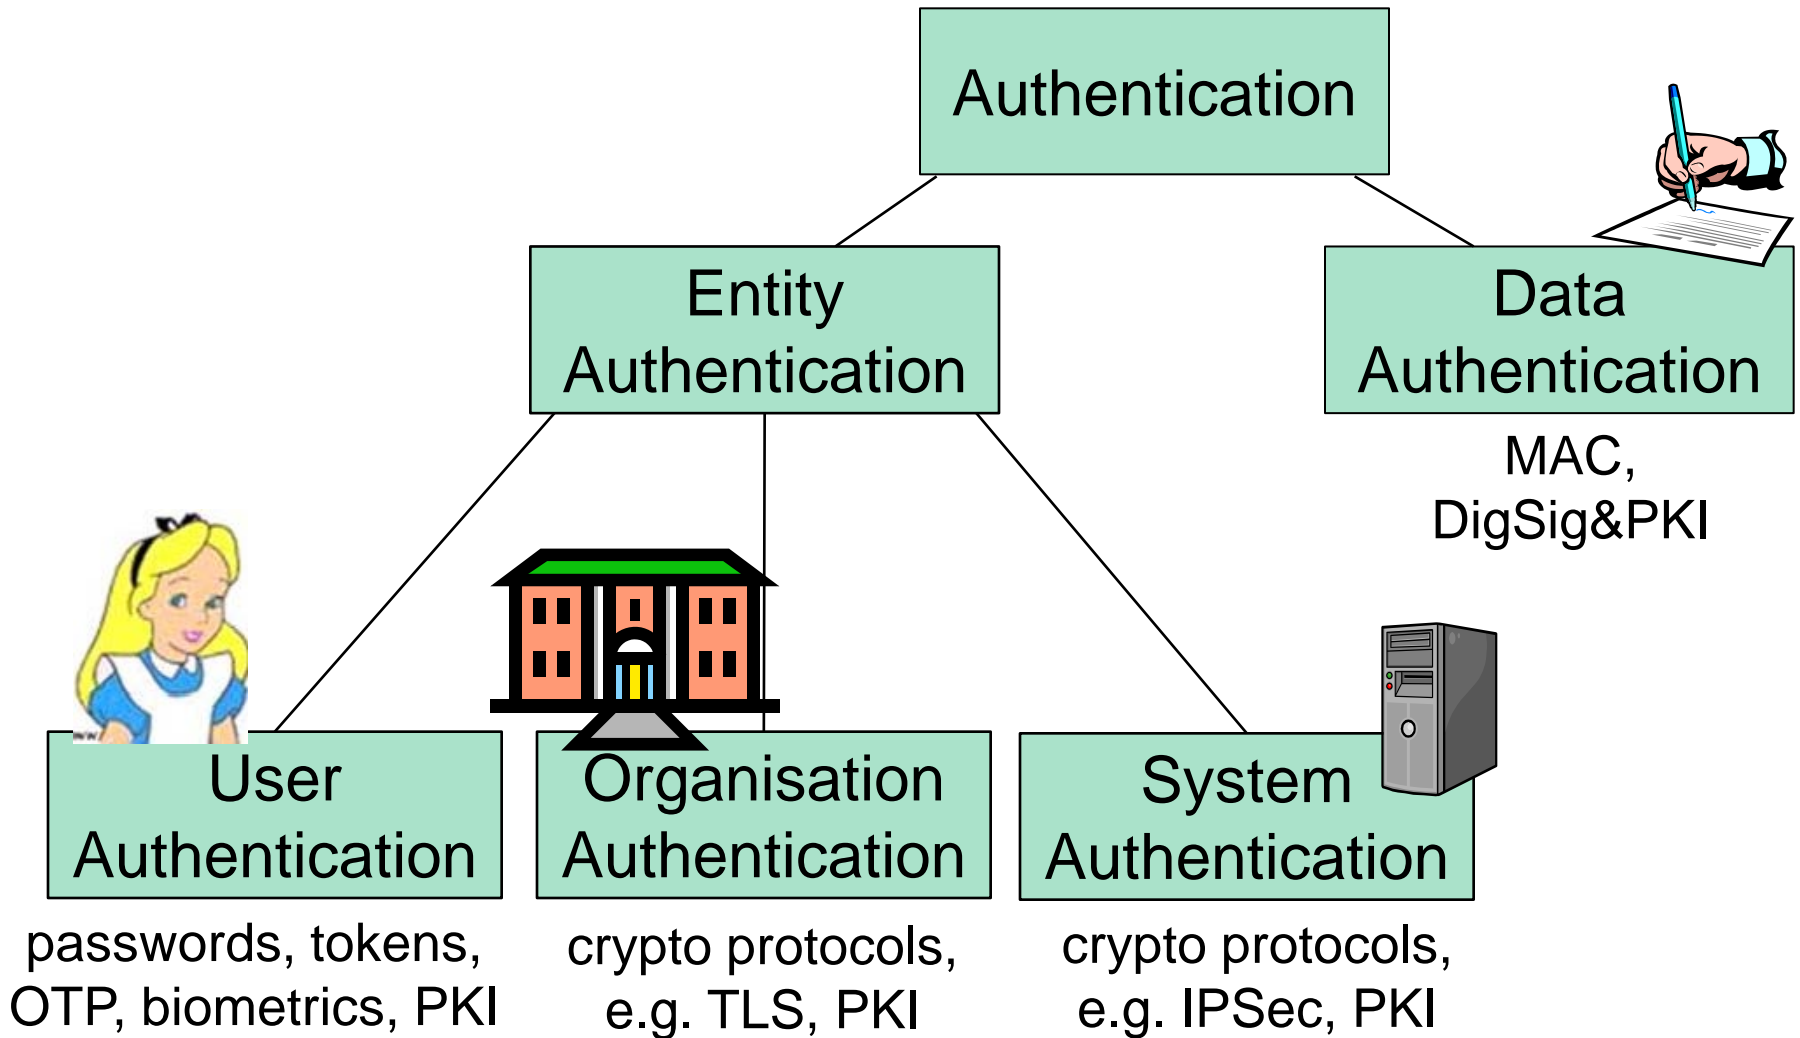 Authentication
Entity
Authentication
Data
Authentication
MAC,
DigSig&PKI
User
Authentication
passwords, tokens,
OTP, biometrics, PKI
Organisation
Authentication
crypto protocols,
e.g. TLS, PKI
System
Authentication
crypto protocols,
e.g. IPSec, PKI